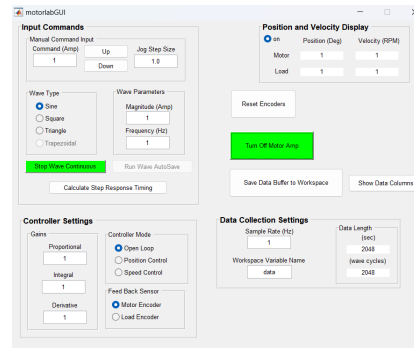 motorlabGUI
Input Commands
Manual Command Input
Command (Amp)
1
Up
Down
Jog Step Size
1.0
Wave Type
Sine
Square
Triangle
Trapezoidal
Wave Parameters
Magnitude (Amp)
1
Frequency (Hz)
1
Stop Wave Continuous
Run Wave AutoSave
Calculate Step Response Timing
Position and Velocity Display
on
Position (Deg)
Velocity (RPM)
Motor
1
1
Load
1
1
Reset Encoders
Turn Off Motor Amp
Save Data Buffer to Workspace
Show Data Columns
Controller Settings
Gains
Proportional
1
Integral
1
Derivative
1
Controller Mode
Open Loop
Position Control
Speed Control
Feed Back Sensor
Motor Encoder
Load Encoder
Data Collection Settings
Sample Rate (Hz)
1
Workspace Variable Name
data
Data Length
(sec)
2048
(wave cycles)
2048